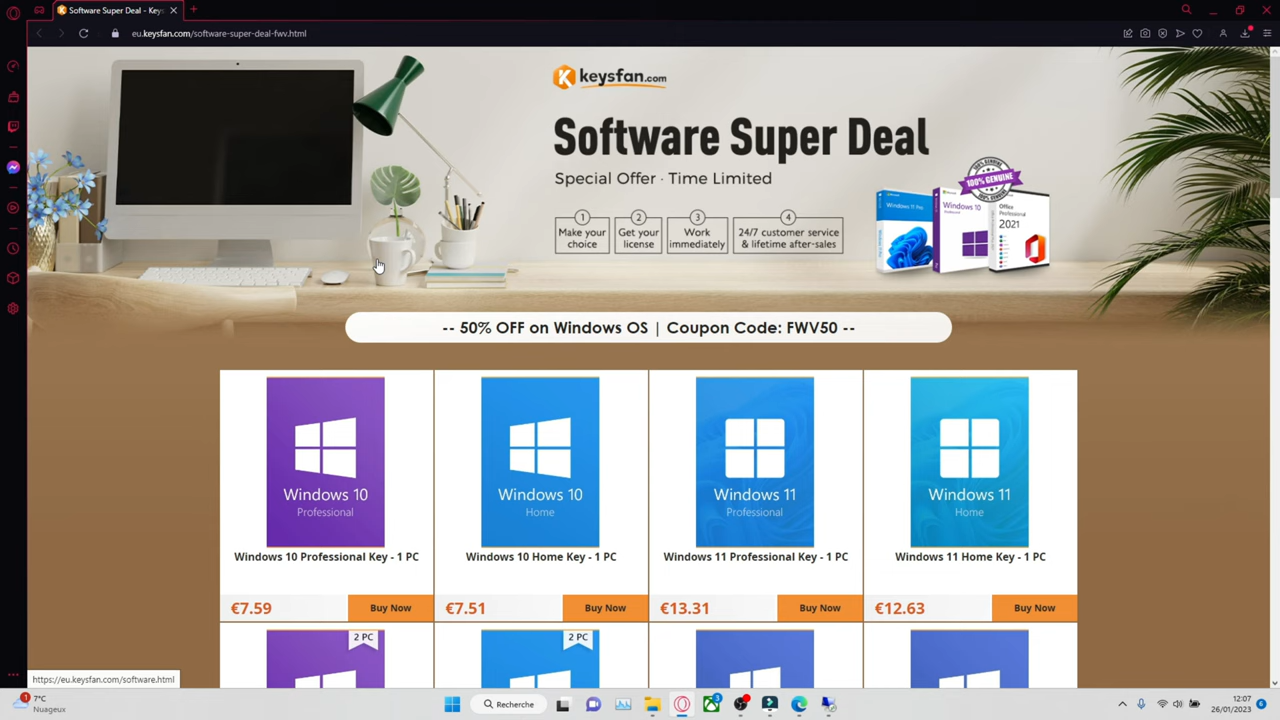 Software Super Deal - Keys
eu.keysfan.com/software-super-deal-fwv.html
keysfan.com
Software Super Deal
Special Offer · Time Limited
1
Make your
choice
2
Get your
license
3
Work
immediately
4
24/7 customer service
& lifetime after-sales
100% GENUINE
Windows 11 Pro
Windows 10
Office
Professional
2021
-- 50% OFF on Windows OS | Coupon Code: FWV50 --
Windows 10
Professional
Windows 10 Professional Key - 1 PC
€7.59
Buy Now
Windows 10
Home
Windows 10 Home Key - 1 PC
€7.51
Buy Now
Windows 11
Professional
Windows 11 Professional Key - 1 PC
€13.31
Buy Now
Windows 11
Home
Windows 11 Home Key - 1 PC
€12.63
Buy Now
2 PC
2 PC
https://eu.keysfan.com/software.html
1
7°C
Nuageux
Recherche
3
12:07
26/01/2023
6